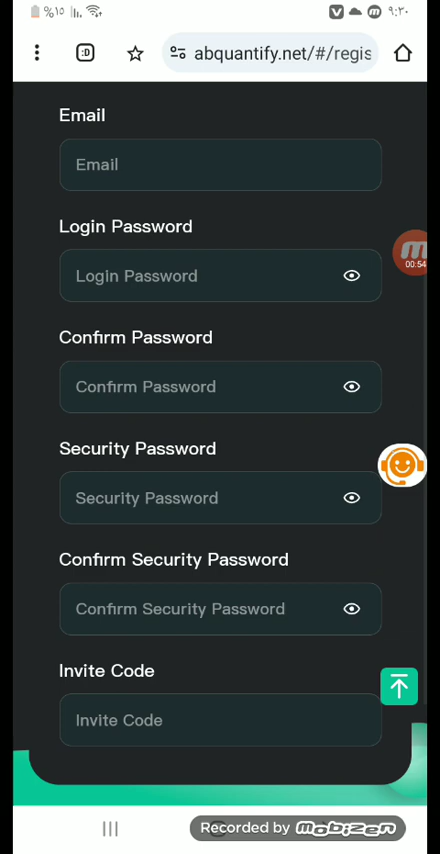 %١٥
٩:٣٠
:D
abquantify.net/#/regis
Email
Email
Login Password
Login Password
00:54
Confirm Password
Confirm Password
Security Password
Security Password
Confirm Security Password
Confirm Security Password
Invite Code
Invite Code
Recorded by mobizen